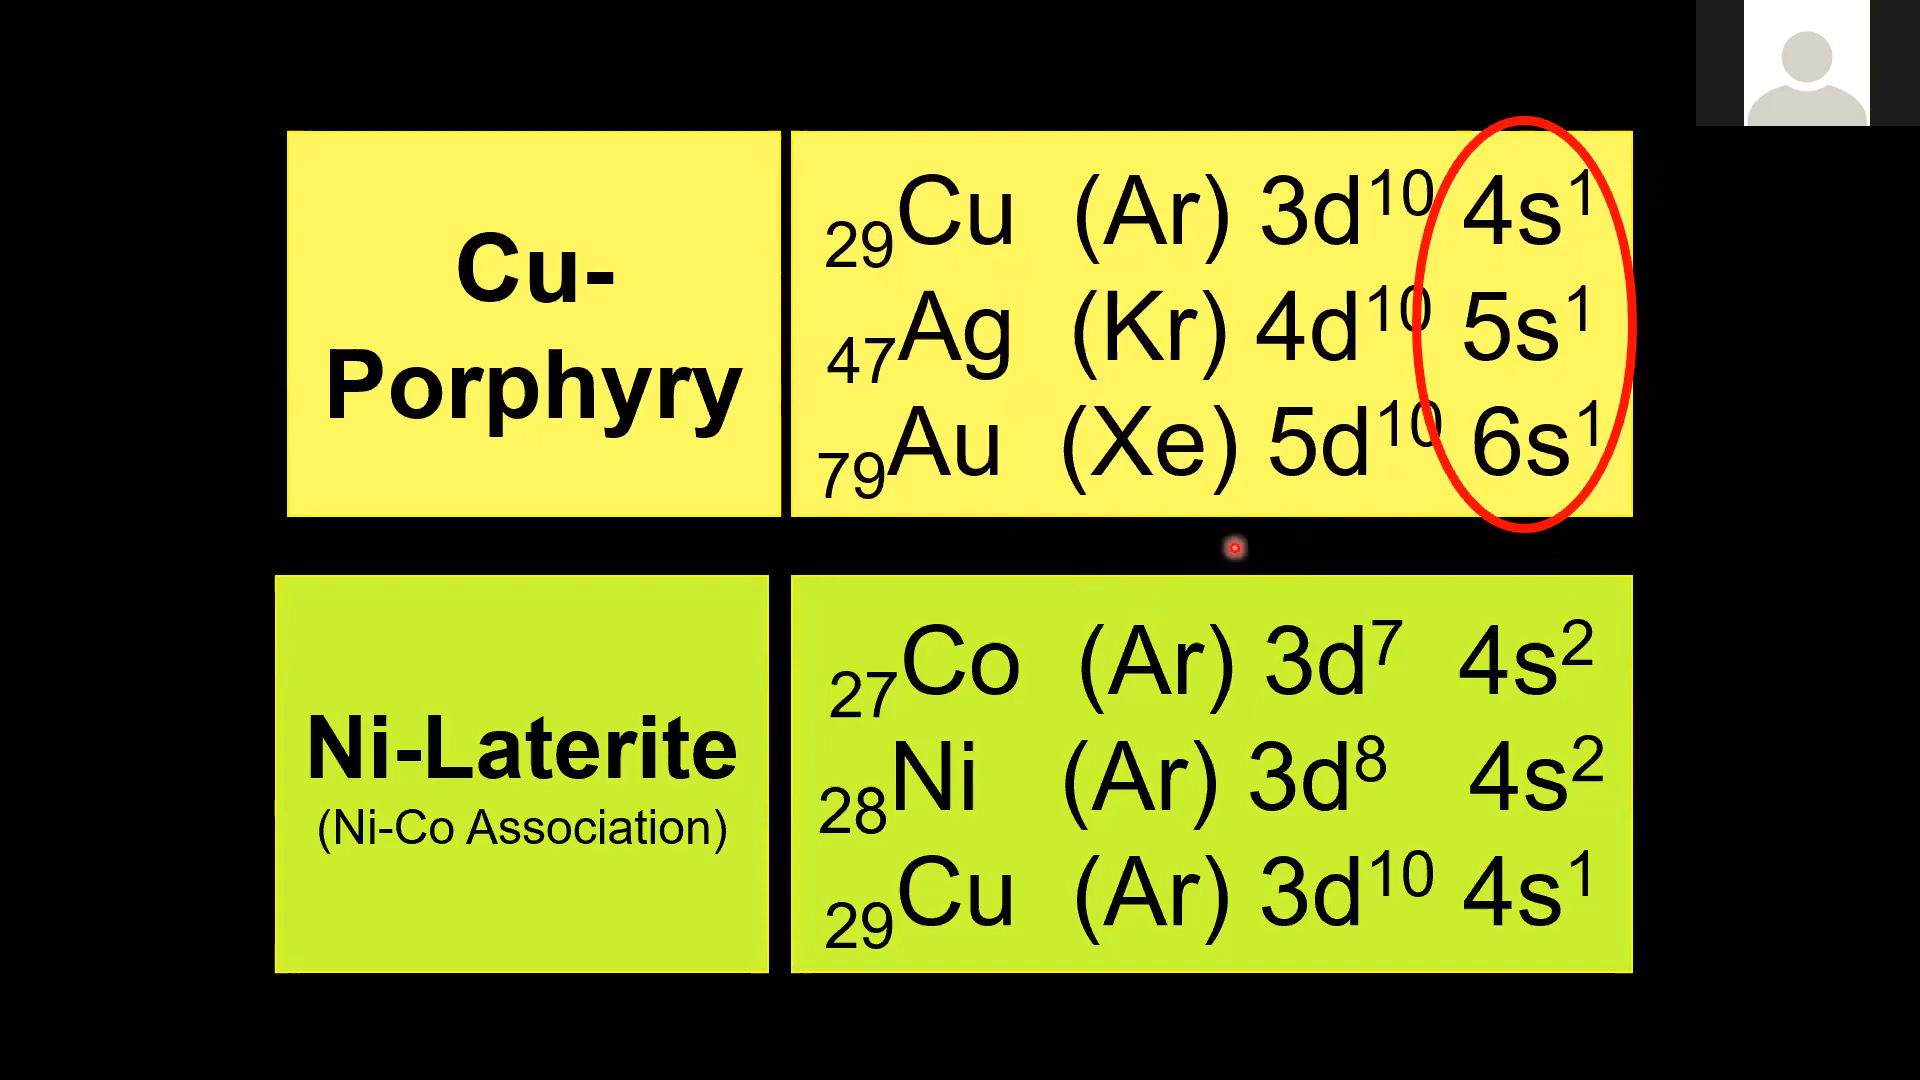 Cu-
Porphyry
₂₉Cu (Ar) 3d¹⁰ 4s¹
₄₇Ag (Kr) 4d¹⁰ 5s¹
₇₉Au (Xe) 5d¹⁰ 6s¹
Ni-Laterite
(Ni-Co Association)
₂₇Co (Ar) 3d⁷ 4s²
₂₈Ni (Ar) 3d⁸ 4s²
₂₉Cu (Ar) 3d¹⁰ 4s¹